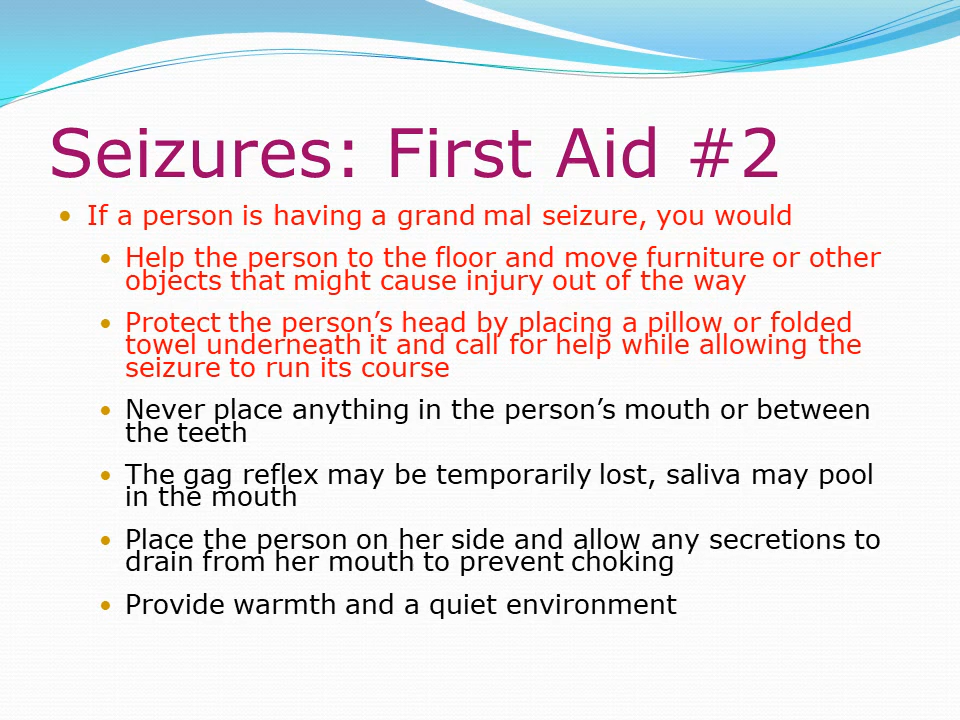 Seizures: First Aid #2
• If a person is having a grand mal seizure, you would
• Help the person to the floor and move furniture or other
objects that might cause injury out of the way
• Protect the person’s head by placing a pillow or folded
towel underneath it and call for help while allowing the
seizure to run its course
• Never place anything in the person’s mouth or between
the teeth
• The gag reflex may be temporarily lost, saliva may pool
in the mouth
• Place the person on her side and allow any secretions to
drain from her mouth to prevent choking
• Provide warmth and a quiet environment